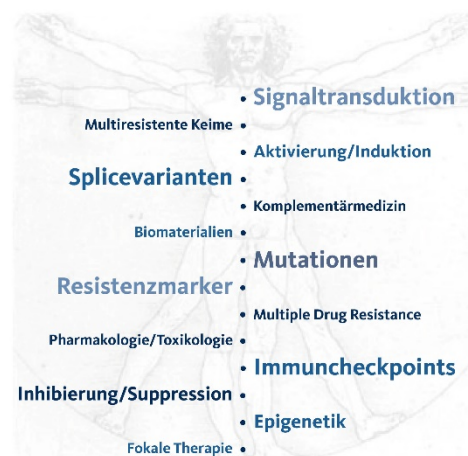 • Signaltransduktion
Multiresistente Keime •
• Aktivierung/Induktion
Splicevarianten •
• Komplementärmedizin
Biomaterialien •
• Mutationen
Resistenzmarker •
• Multiple Drug Resistance
Pharmakologie/Toxikologie •
• Immuncheckpoints
Inhibierung/Suppression •
• Epigenetik
Fokale Therapie •